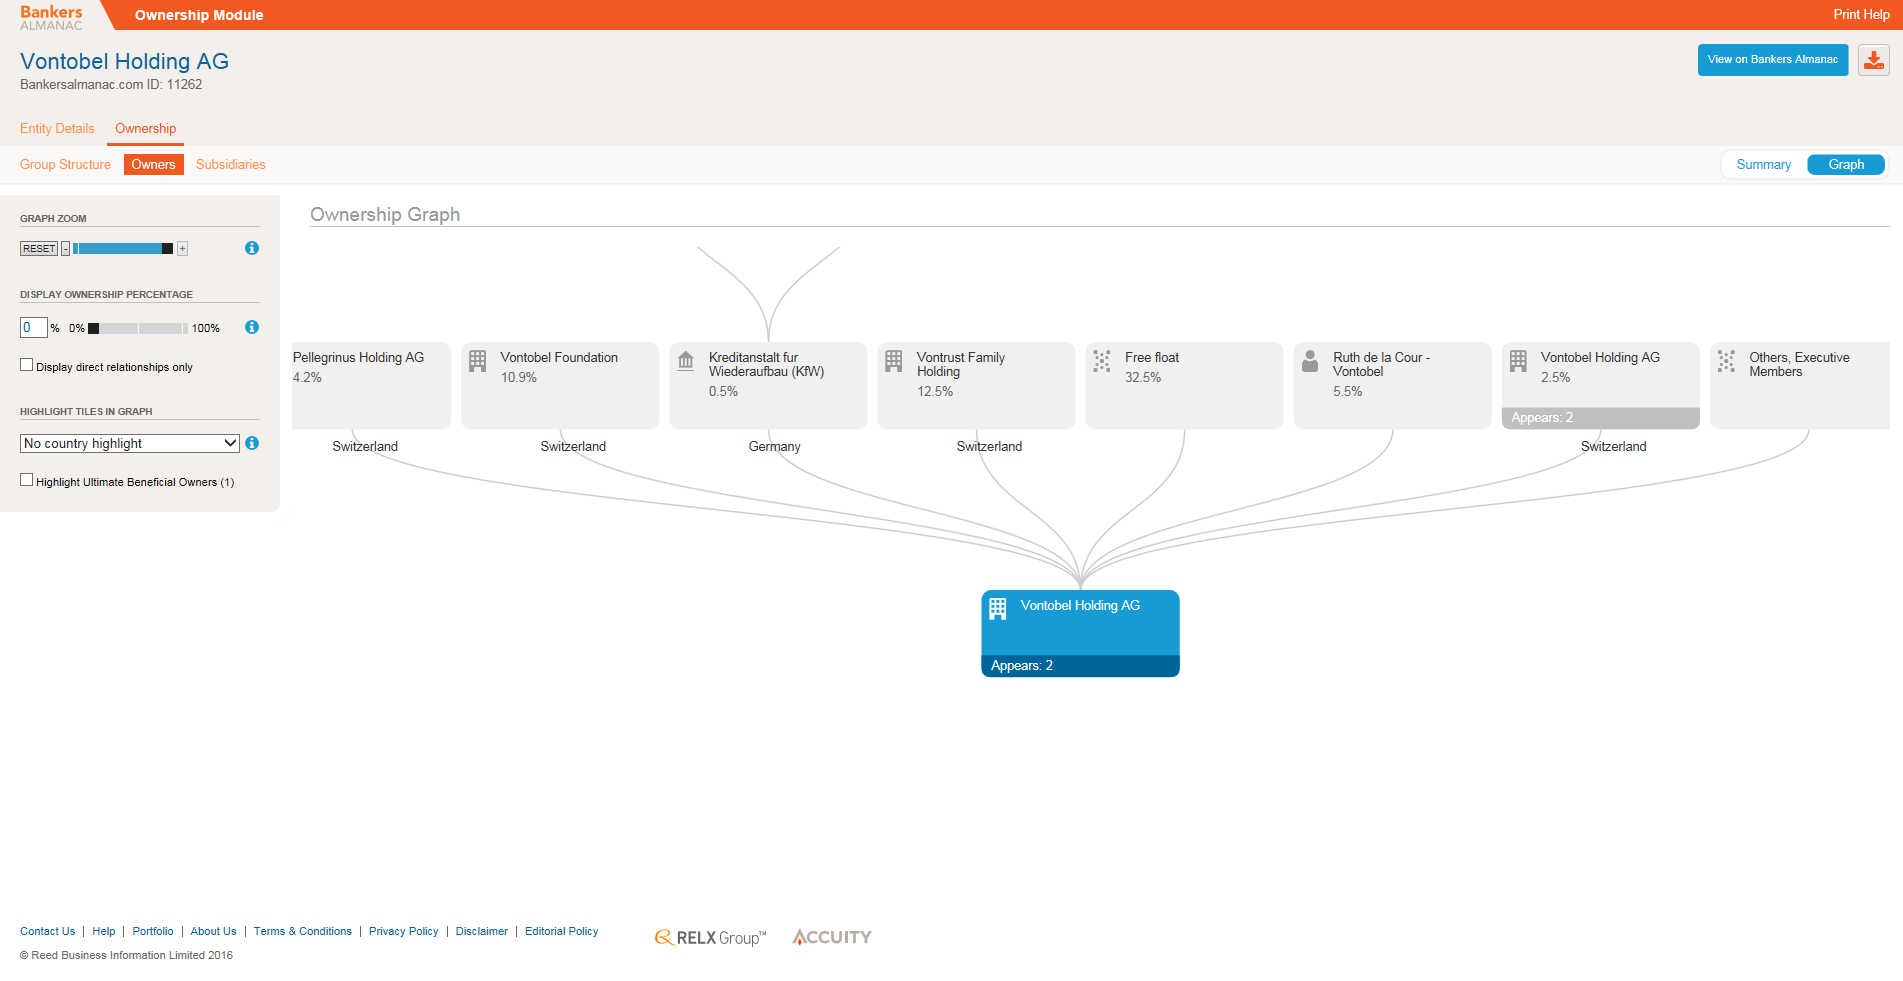 Bankers
ALMANAC
Ownership Module
Print Help
Vontobel Holding AG
Bankersalmanac.com ID: 11262
View on Bankers Almanac
Entity Details
Ownership
Group Structure
Owners
Subsidiaries
Summary
Graph
GRAPH ZOOM
RESET
-
+
i
DISPLAY OWNERSHIP PERCENTAGE
0 % 0% 100%
i
Display direct relationships only
HIGHLIGHT TILES IN GRAPH
No country highlight
i
Highlight Ultimate Beneficial Owners (1)
Ownership Graph
Pellegrinus Holding AG
4.2%
Switzerland
Vontobel Foundation
10.9%
Switzerland
Kreditanstalt fur
Wiederaufbau (KfW)
0.5%
Germany
Vontrust Family
Holding
12.5%
Switzerland
Free float
32.5%
Ruth de la Cour -
Vontobel
5.5%
Vontobel Holding AG
2.5%
Appears: 2
Switzerland
Others, Executive
Members
Vontobel Holding AG
Appears: 2
Contact Us | Help | Portfolio | About Us | Terms & Conditions | Privacy Policy | Disclaimer | Editorial Policy
© Reed Business Information Limited 2016
RELX Group™
ACCUITY